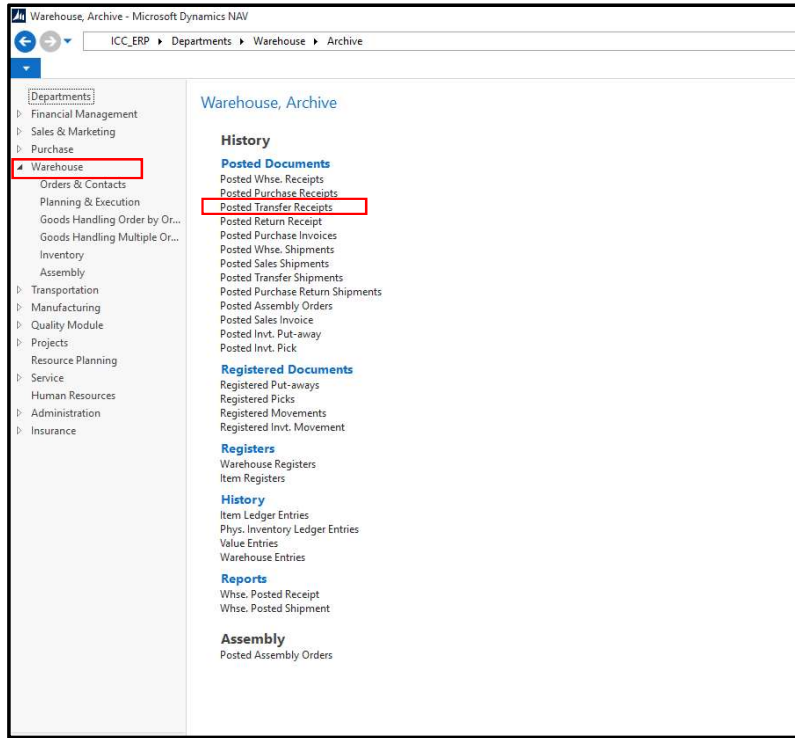 Warehouse, Archive - Microsoft Dynamics NAV
ICC_ERP ▸ Departments ▸ Warehouse ▸ Archive
Departments
Financial Management
Sales & Marketing
Purchase
Warehouse
Orders & Contacts
Planning & Execution
Goods Handling Order by Or...
Goods Handling Multiple Or...
Inventory
Assembly
Transportation
Manufacturing
Quality Module
Projects
Resource Planning
Service
Human Resources
Administration
Insurance
Warehouse, Archive
History
Posted Documents
Posted Whse. Receipts
Posted Purchase Receipts
Posted Transfer Receipts
Posted Return Receipt
Posted Purchase Invoices
Posted Whse. Shipments
Posted Sales Shipments
Posted Transfer Shipments
Posted Purchase Return Shipments
Posted Assembly Orders
Posted Sales Invoice
Posted Invt. Put-away
Posted Invt. Pick
Registered Documents
Registered Put-aways
Registered Picks
Registered Movements
Registered Invt. Movement
Registers
Warehouse Registers
Item Registers
History
Item Ledger Entries
Phys. Inventory Ledger Entries
Value Entries
Warehouse Entries
Reports
Whse. Posted Receipt
Whse. Posted Shipment
Assembly
Posted Assembly Orders